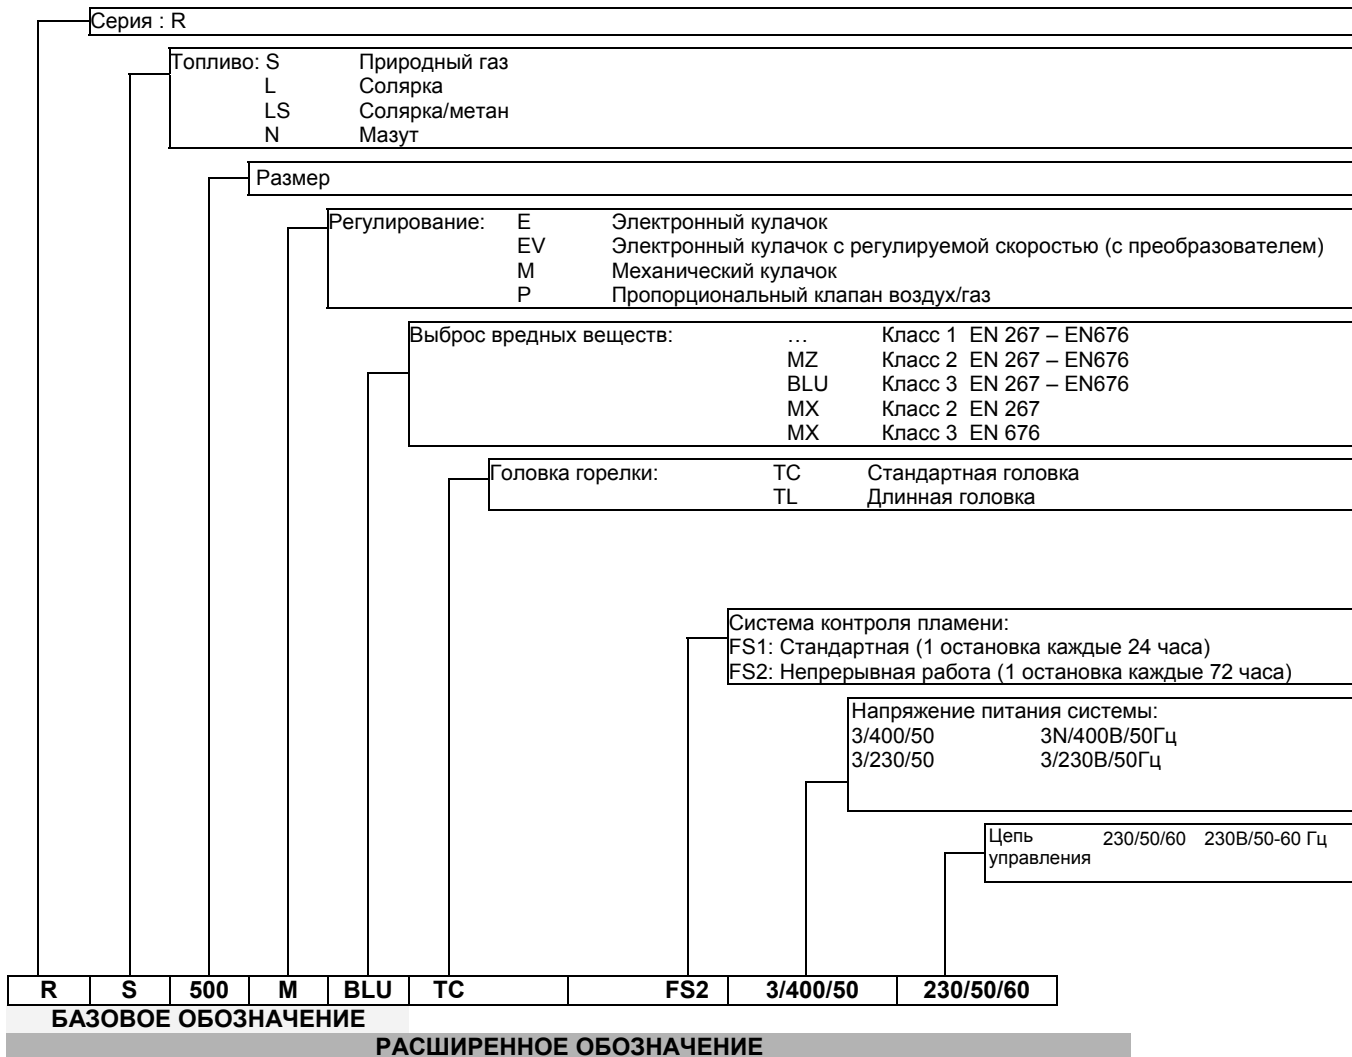 Серия : R
Топливо: S Природный газ
L Солярка
LS Солярка/метан
N Мазут
Размер
Регулирование: E Электронный кулачок
EV Электронный кулачок с регулируемой скоростью (с преобразователем)
M Механический кулачок
P Пропорциональный клапан воздух/газ
Выброс вредных веществ: … Класс 1 EN 267 – EN676
MZ Класс 2 EN 267 – EN676
BLU Класс 3 EN 267 – EN676
MX Класс 2 EN 267
MX Класс 3 EN 676
Головка горелки: TC Стандартная головка
TL Длинная головка
Система контроля пламени:
FS1: Стандартная (1 остановка каждые 24 часа)
FS2: Непрерывная работа (1 остановка каждые 72 часа)
Напряжение питания системы:
3/400/50 3N/400В/50Гц
3/230/50 3/230В/50Гц
Цепь 230/50/60 230В/50-60 Гц
управления
R S 500 M BLU TC FS2 3/400/50 230/50/60
БАЗОВОЕ ОБОЗНАЧЕНИЕ
РАСШИРЕННОЕ ОБОЗНАЧЕНИЕ